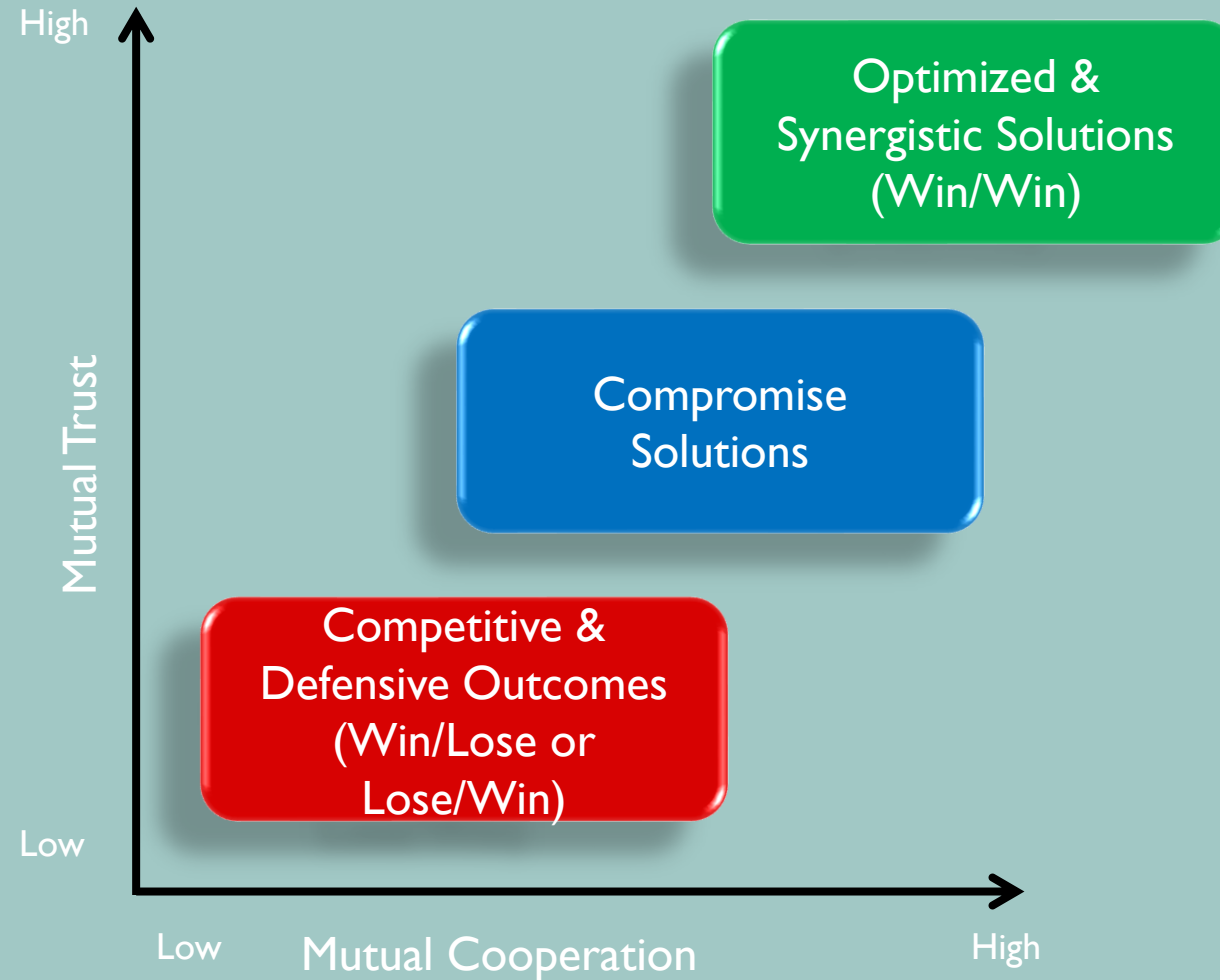 High
Optimized &
Synergistic Solutions
(Win/Win)
Mutual Trust
Compromise
Solutions
Competitive &
Defensive Outcomes
(Win/Lose or
Lose/Win)
Low
Low
Mutual Cooperation
High